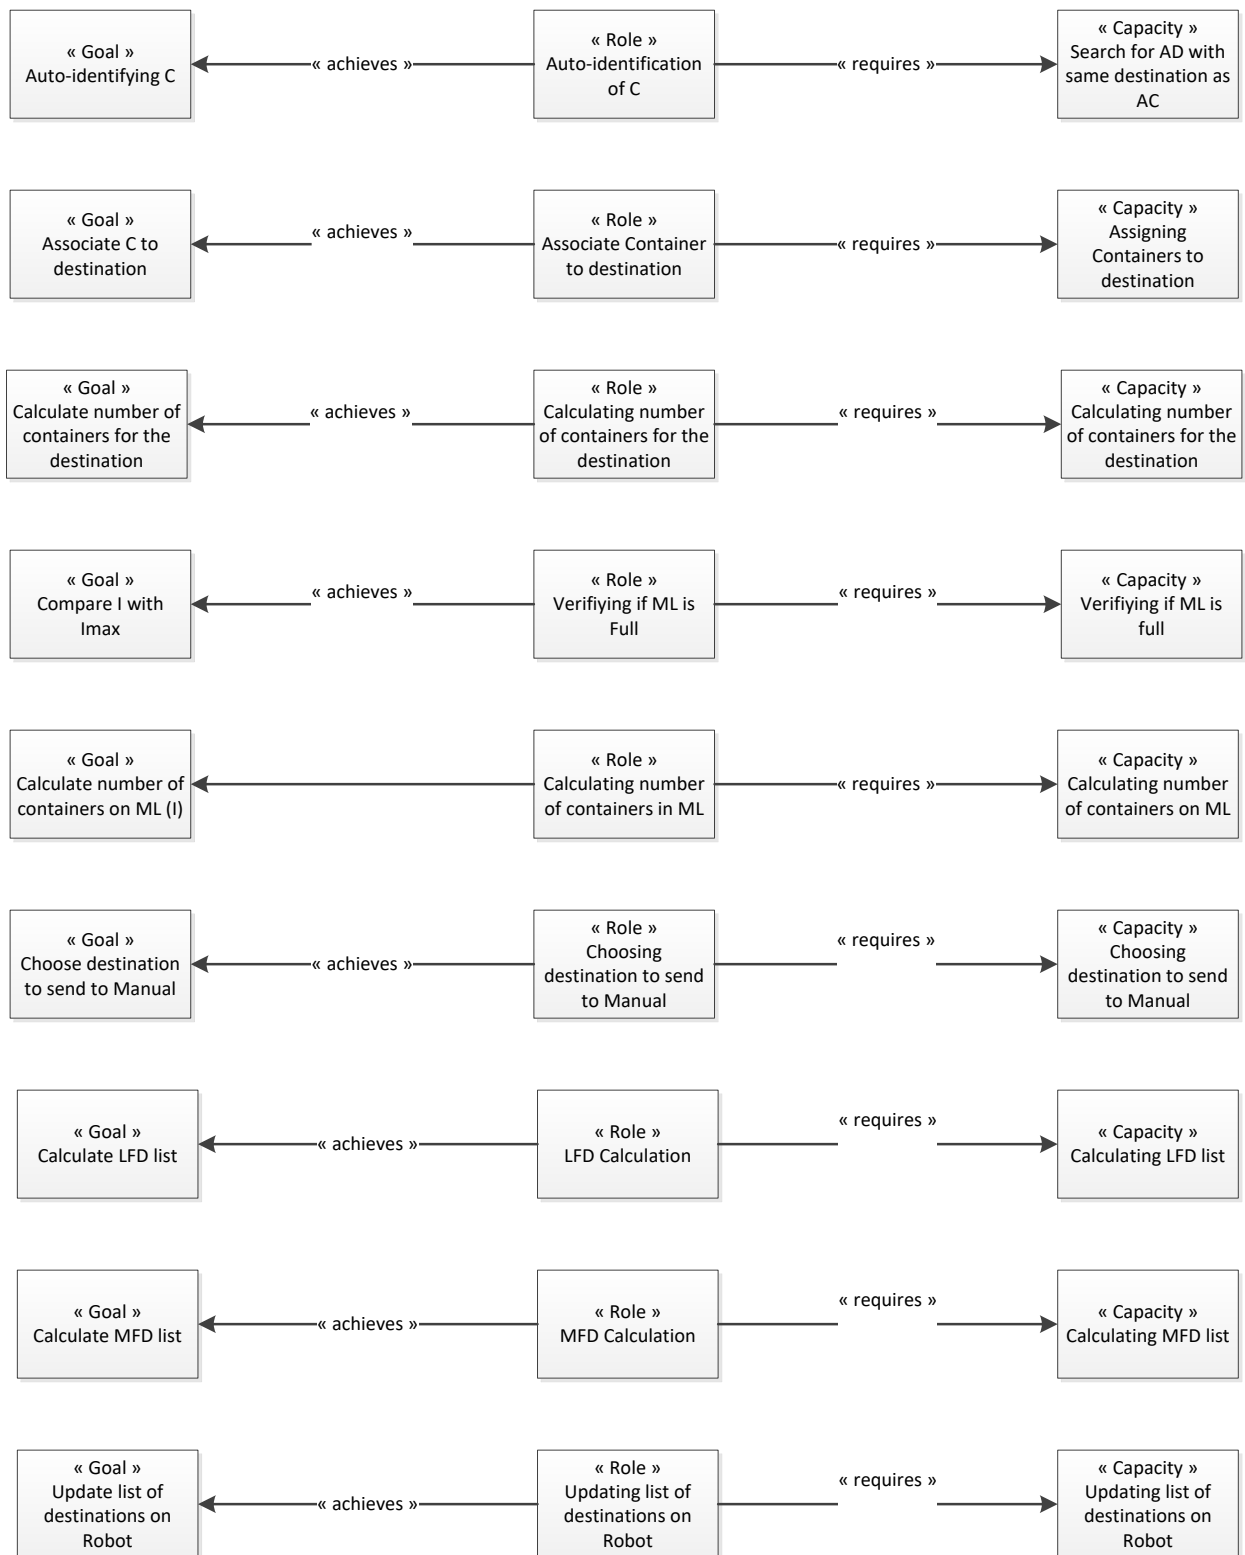 « Goal »
Auto-identifying C
« achieves »
« Role »
Auto-identification
of C
« requires »
« Capacity »
Search for AD with
same destination as
AC
« Goal »
Associate C to
destination
« achieves »
« Role »
Associate Container
to destination
« requires »
« Capacity »
Assigning
Containers to
destination
« Goal »
Calculate number of
containers for the
destination
« achieves »
« Role »
Calculating number
of containers for the
destination
« requires »
« Capacity »
Calculating number
of containers for the
destination
« Goal »
Compare I with
Imax
« achieves »
« Role »
Verifiying if ML is
Full
« requires »
« Capacity »
Verifiying if ML is
full
« Goal »
Calculate number of
containers on ML (I)
« Role »
Calculating number
of containers in ML
« requires »
« Capacity »
Calculating number
of containers on ML
« Goal »
Choose destination
to send to Manual
« achieves »
« Role »
Choosing
destination to send
to Manual
« requires »
« Capacity »
Choosing
destination to send
to Manual
« Goal »
Calculate LFD list
« achieves »
« Role »
LFD Calculation
« requires »
« Capacity »
Calculating LFD list
« Goal »
Calculate MFD list
« achieves »
« Role »
MFD Calculation
« requires »
« Capacity »
Calculating MFD list
« Goal »
Update list of
destinations on
Robot
« achieves »
« Role »
Updating list of
destinations on
Robot
« requires »
« Capacity »
Updating list of
destinations on
Robot